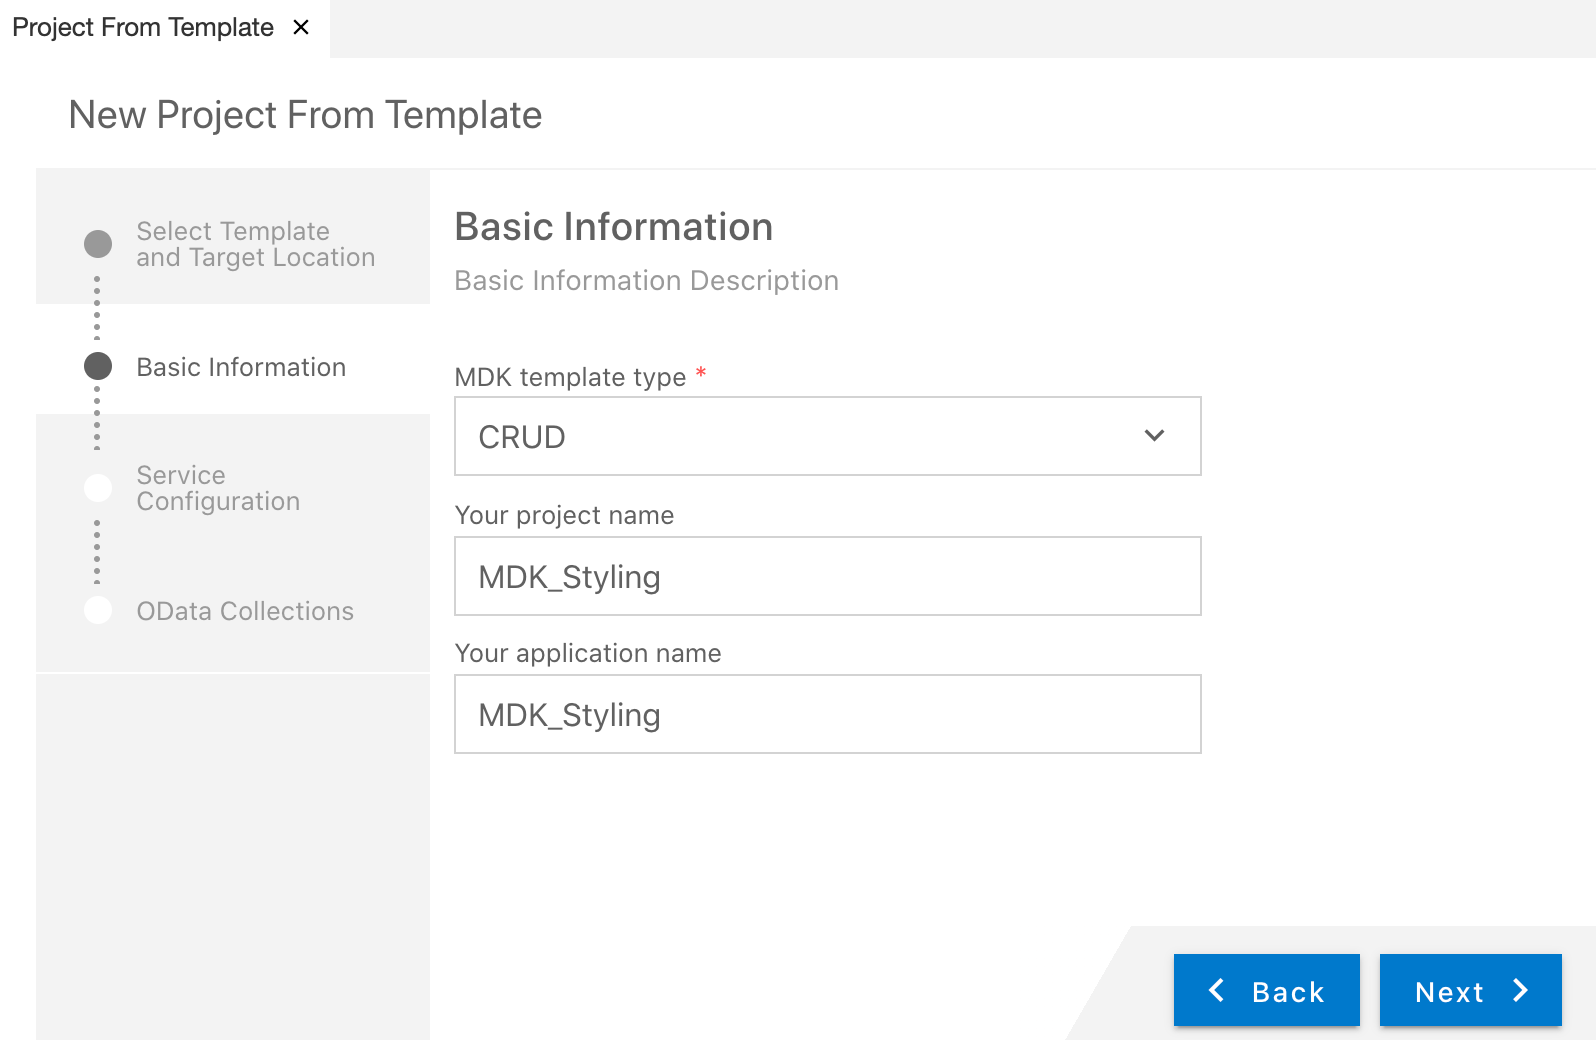 Project From Template
New Project From Template
Select Template
and Target Location
Basic Information
Service
Configuration
OData Collections
Basic Information
Basic Information Description
MDK template type *
CRUD
Your project name
MDK_Styling
Your application name
MDK_Styling
Back
Next